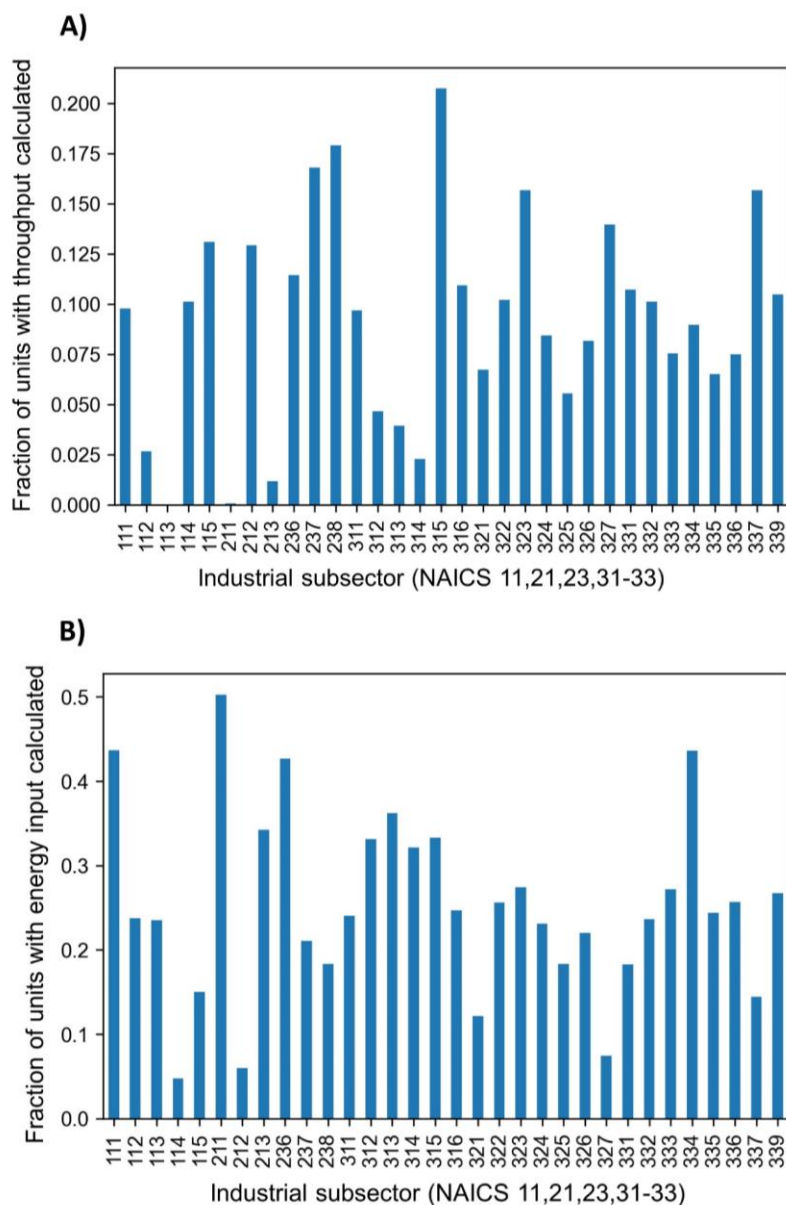 A)
Fraction of units with throughput calculated
0.200
0.175
0.150
0.125
0.100
0.075
0.050
0.025
0.000
111 112 113 114 115 211 212 213 236 237 238 311 312 313 314 315 316 321 322 323 324 325 326 327 331 332 333 334 335 336 337 339
Industrial subsector (NAICS 11,21,23,31-33)
B)
Fraction of units with energy input calculated
0.5
0.4
0.3
0.2
0.1
0.0
111 112 113 114 115 211 212 213 236 237 238 311 312 313 314 315 316 321 322 323 324 325 326 327 331 332 333 334 335 336 337 339
Industrial subsector (NAICS 11,21,23,31-33)